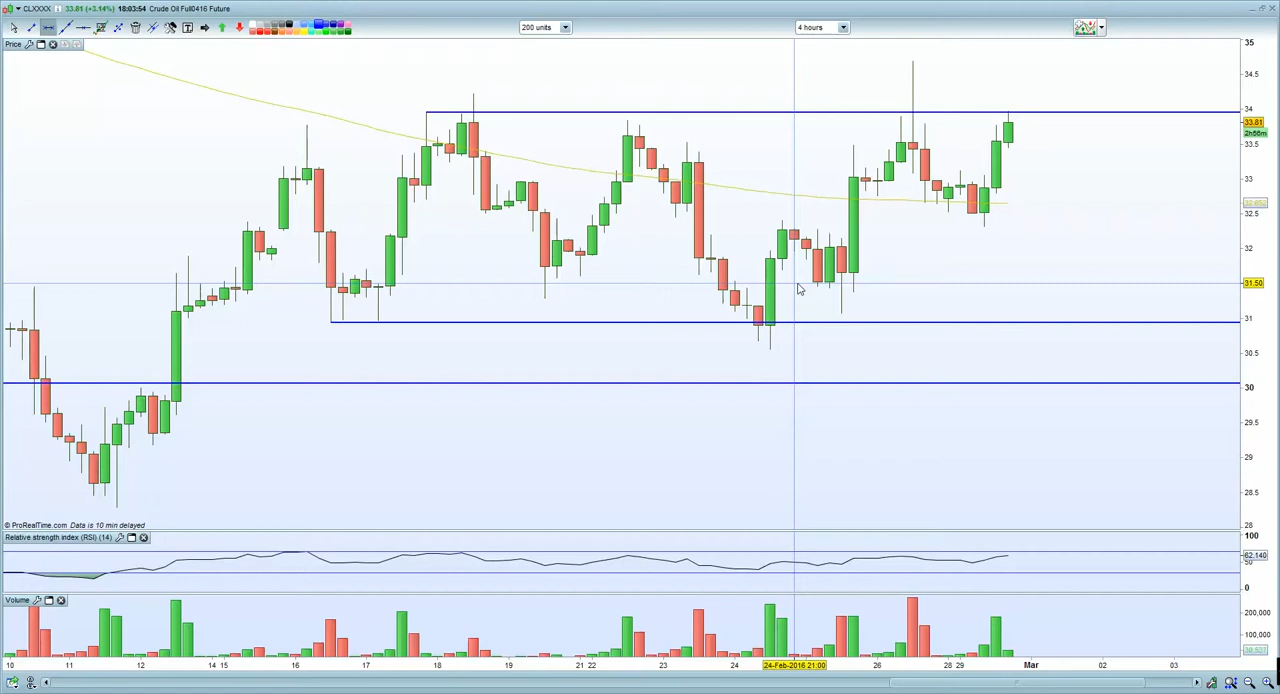 CLXXXX 33.81 (+3.14%) 18:03:54 Crude Oil Full0416 Future
200 units
4 hours
Price
35
34.5
34
33.81
2h56m
33.5
33
32.652
32.5
32
31.50
31
30.5
30
29.5
29
28.5
28
© ProRealTime.com Data is 10 min delayed
Relative strength index (RSI) (14)
100
62.140
50
0
Volume
200,000
100,000
10 11 12 14 15 16 17 18 19 21 22 23 24 24-Feb-2016 21:00 26 28 29 Mar 02 03